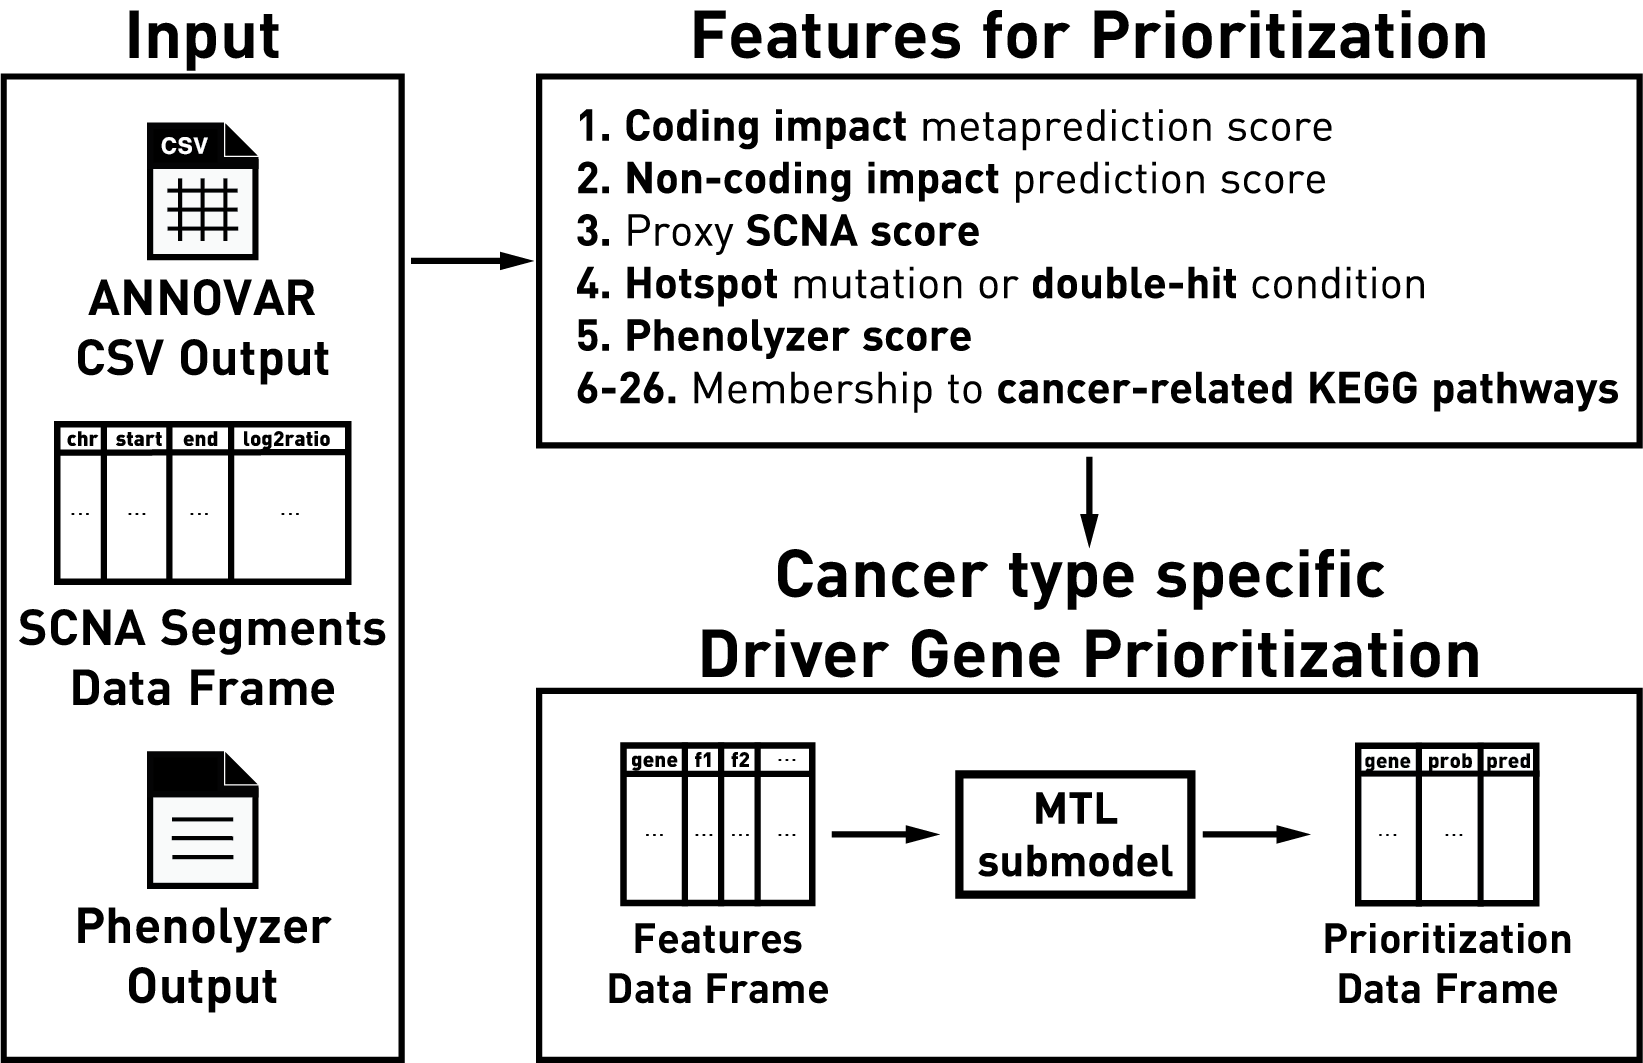 Input
CSV
ANNOVAR
CSV Output
chr start end log2ratio
... ... ... ...
SCNA Segments
Data Frame
Phenolyzer
Output
Features for Prioritization
1. Coding impact metaprediction score
2. Non-coding impact prediction score
3. Proxy SCNA score
4. Hotspot mutation or double-hit condition
5. Phenolyzer score
6-26. Membership to cancer-related KEGG pathways
Cancer type specific
Driver Gene Prioritization
gene f1 f2 ...
... ... ... ...
Features
Data Frame
MTL
submodel
gene prob pred
... ...
Prioritization
Data Frame